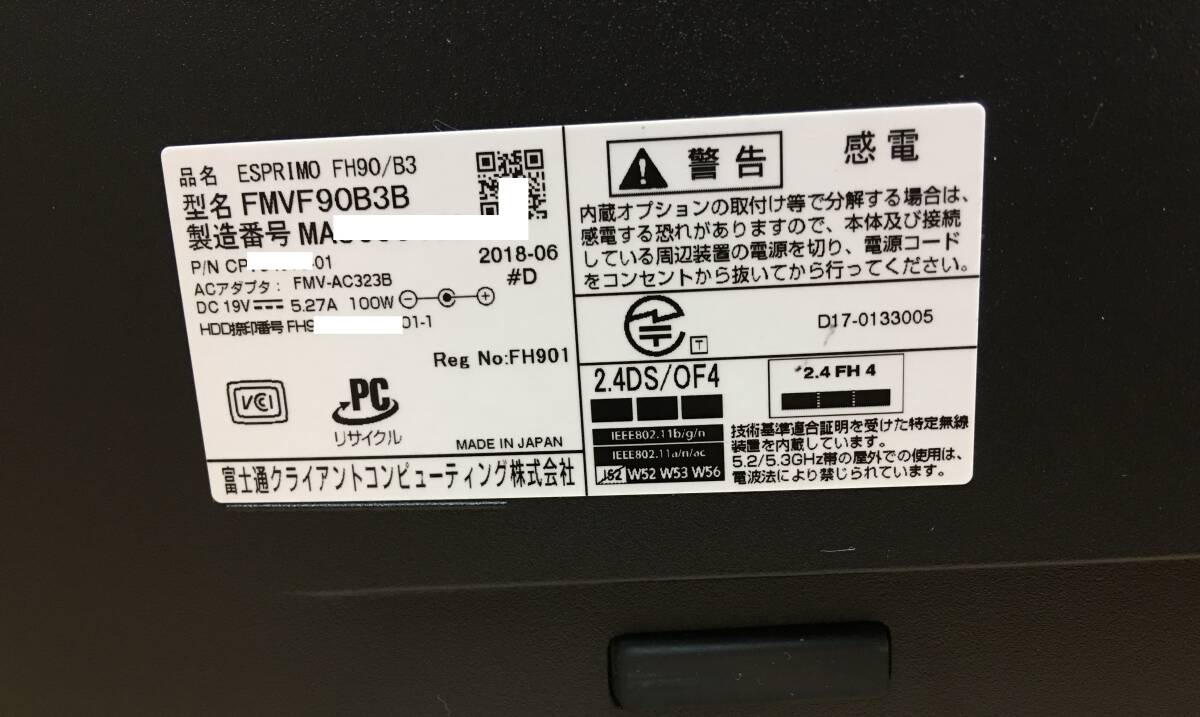 品名 ESPRIMO FH90/B3
型名 FMVF90B3B
製造番号 MA
2018-06
P/N CP 01
#D
ACアダプタ： FMV-AC323B
DC 19V 5.27A 100W
HDD捺印番号 FH9 01-1
Reg No:FH901
VCCI
PC
リサイクル
MADE IN JAPAN
富士通クライアントコンピューティング株式会社
警告 感電
内蔵オプションの取付け等で分解する場合は、
感電する恐れがありますので、本体及び接続
している周辺装置の電源を切り、電源コード
をコンセントから抜いてから行ってください。
T
D17-0133005
2.4DS/OF4
2.4 FH 4
IEEE802.11b/g/n
IEEE802.11a/n/ac
J52 W52 W53 W56
技術基準適合証明を受けた特定無線
装置を内蔵しています。
5.2/5.3GHz帯の屋外での使用は、
電波法により禁じられています。